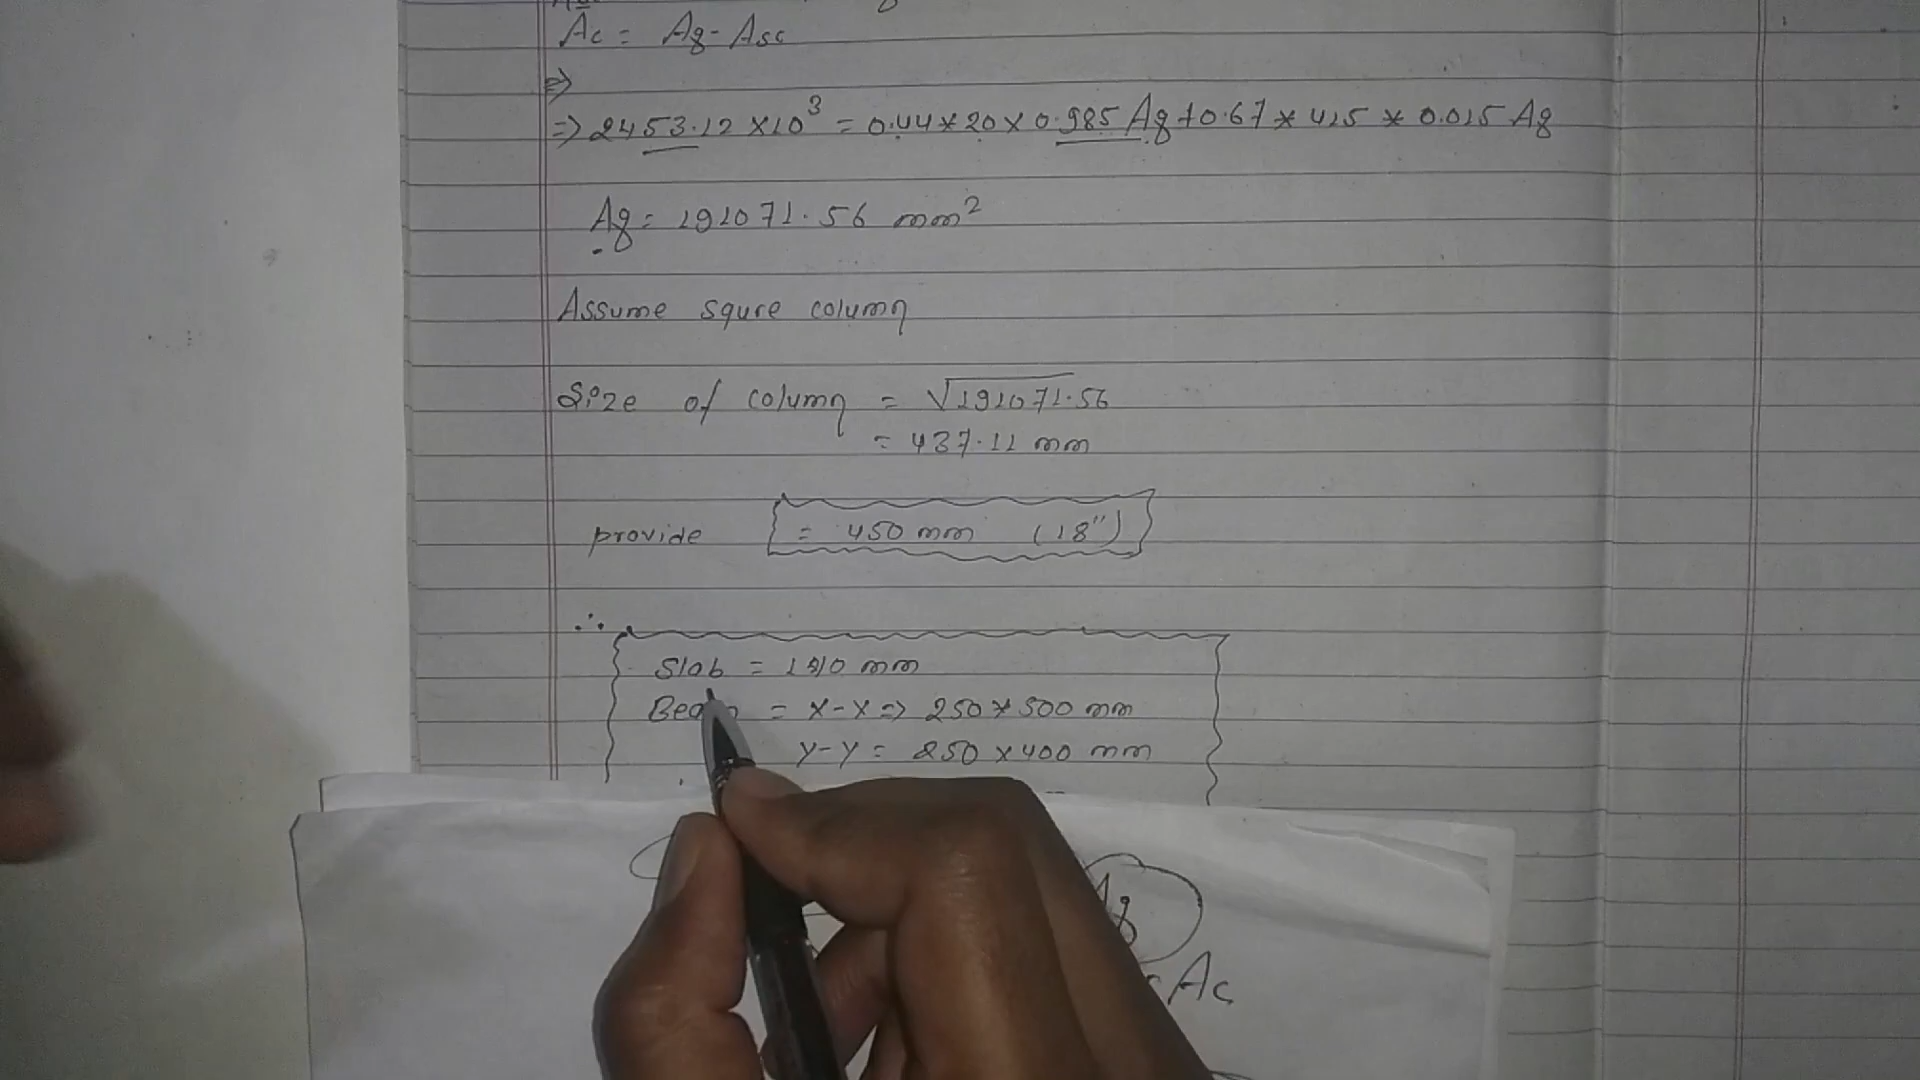 Ac = Ag - Asc
⇒
⇒ 2453.12 × 10³ = 0.44 * 20 × 0.985 Ag + 0.67 * 415 * 0.015 Ag
Ag = 191071.56 mm²
Assume squre column
Size of column = √191071.56
= 437.11 mm
provide = 450 mm (18")
∴
Slab = 140 mm
Beam = X-X ⇒ 250 * 500 mm
Y-Y = 250 × 400 mm
Ag
Ac